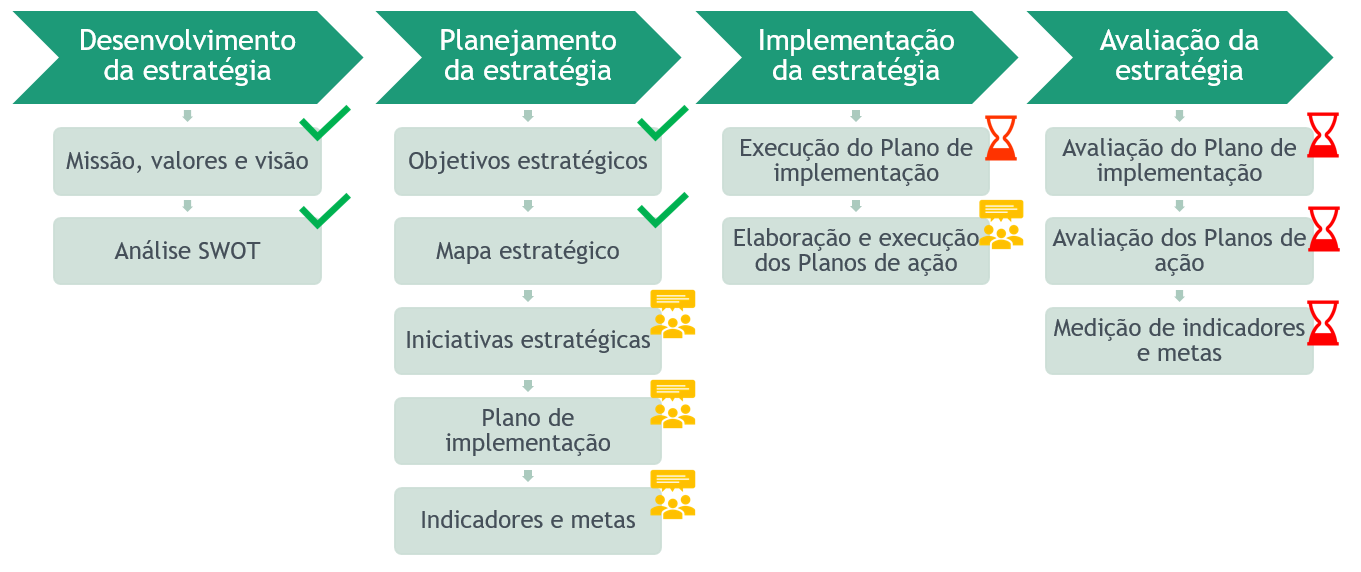 Desenvolvimento
da estratégia
Missão, valores e visão
Análise SWOT
Planejamento
da estratégia
Objetivos estratégicos
Mapa estratégico
Iniciativas estratégicas
Plano de
implementação
Indicadores e metas
Implementação
da estratégia
Execução do Plano de
implementação
Elaboração e execução
dos Planos de ação
Avaliação da
estratégia
Avaliação do Plano de
implementação
Avaliação dos Planos de
ação
Medição de indicadores
e metas